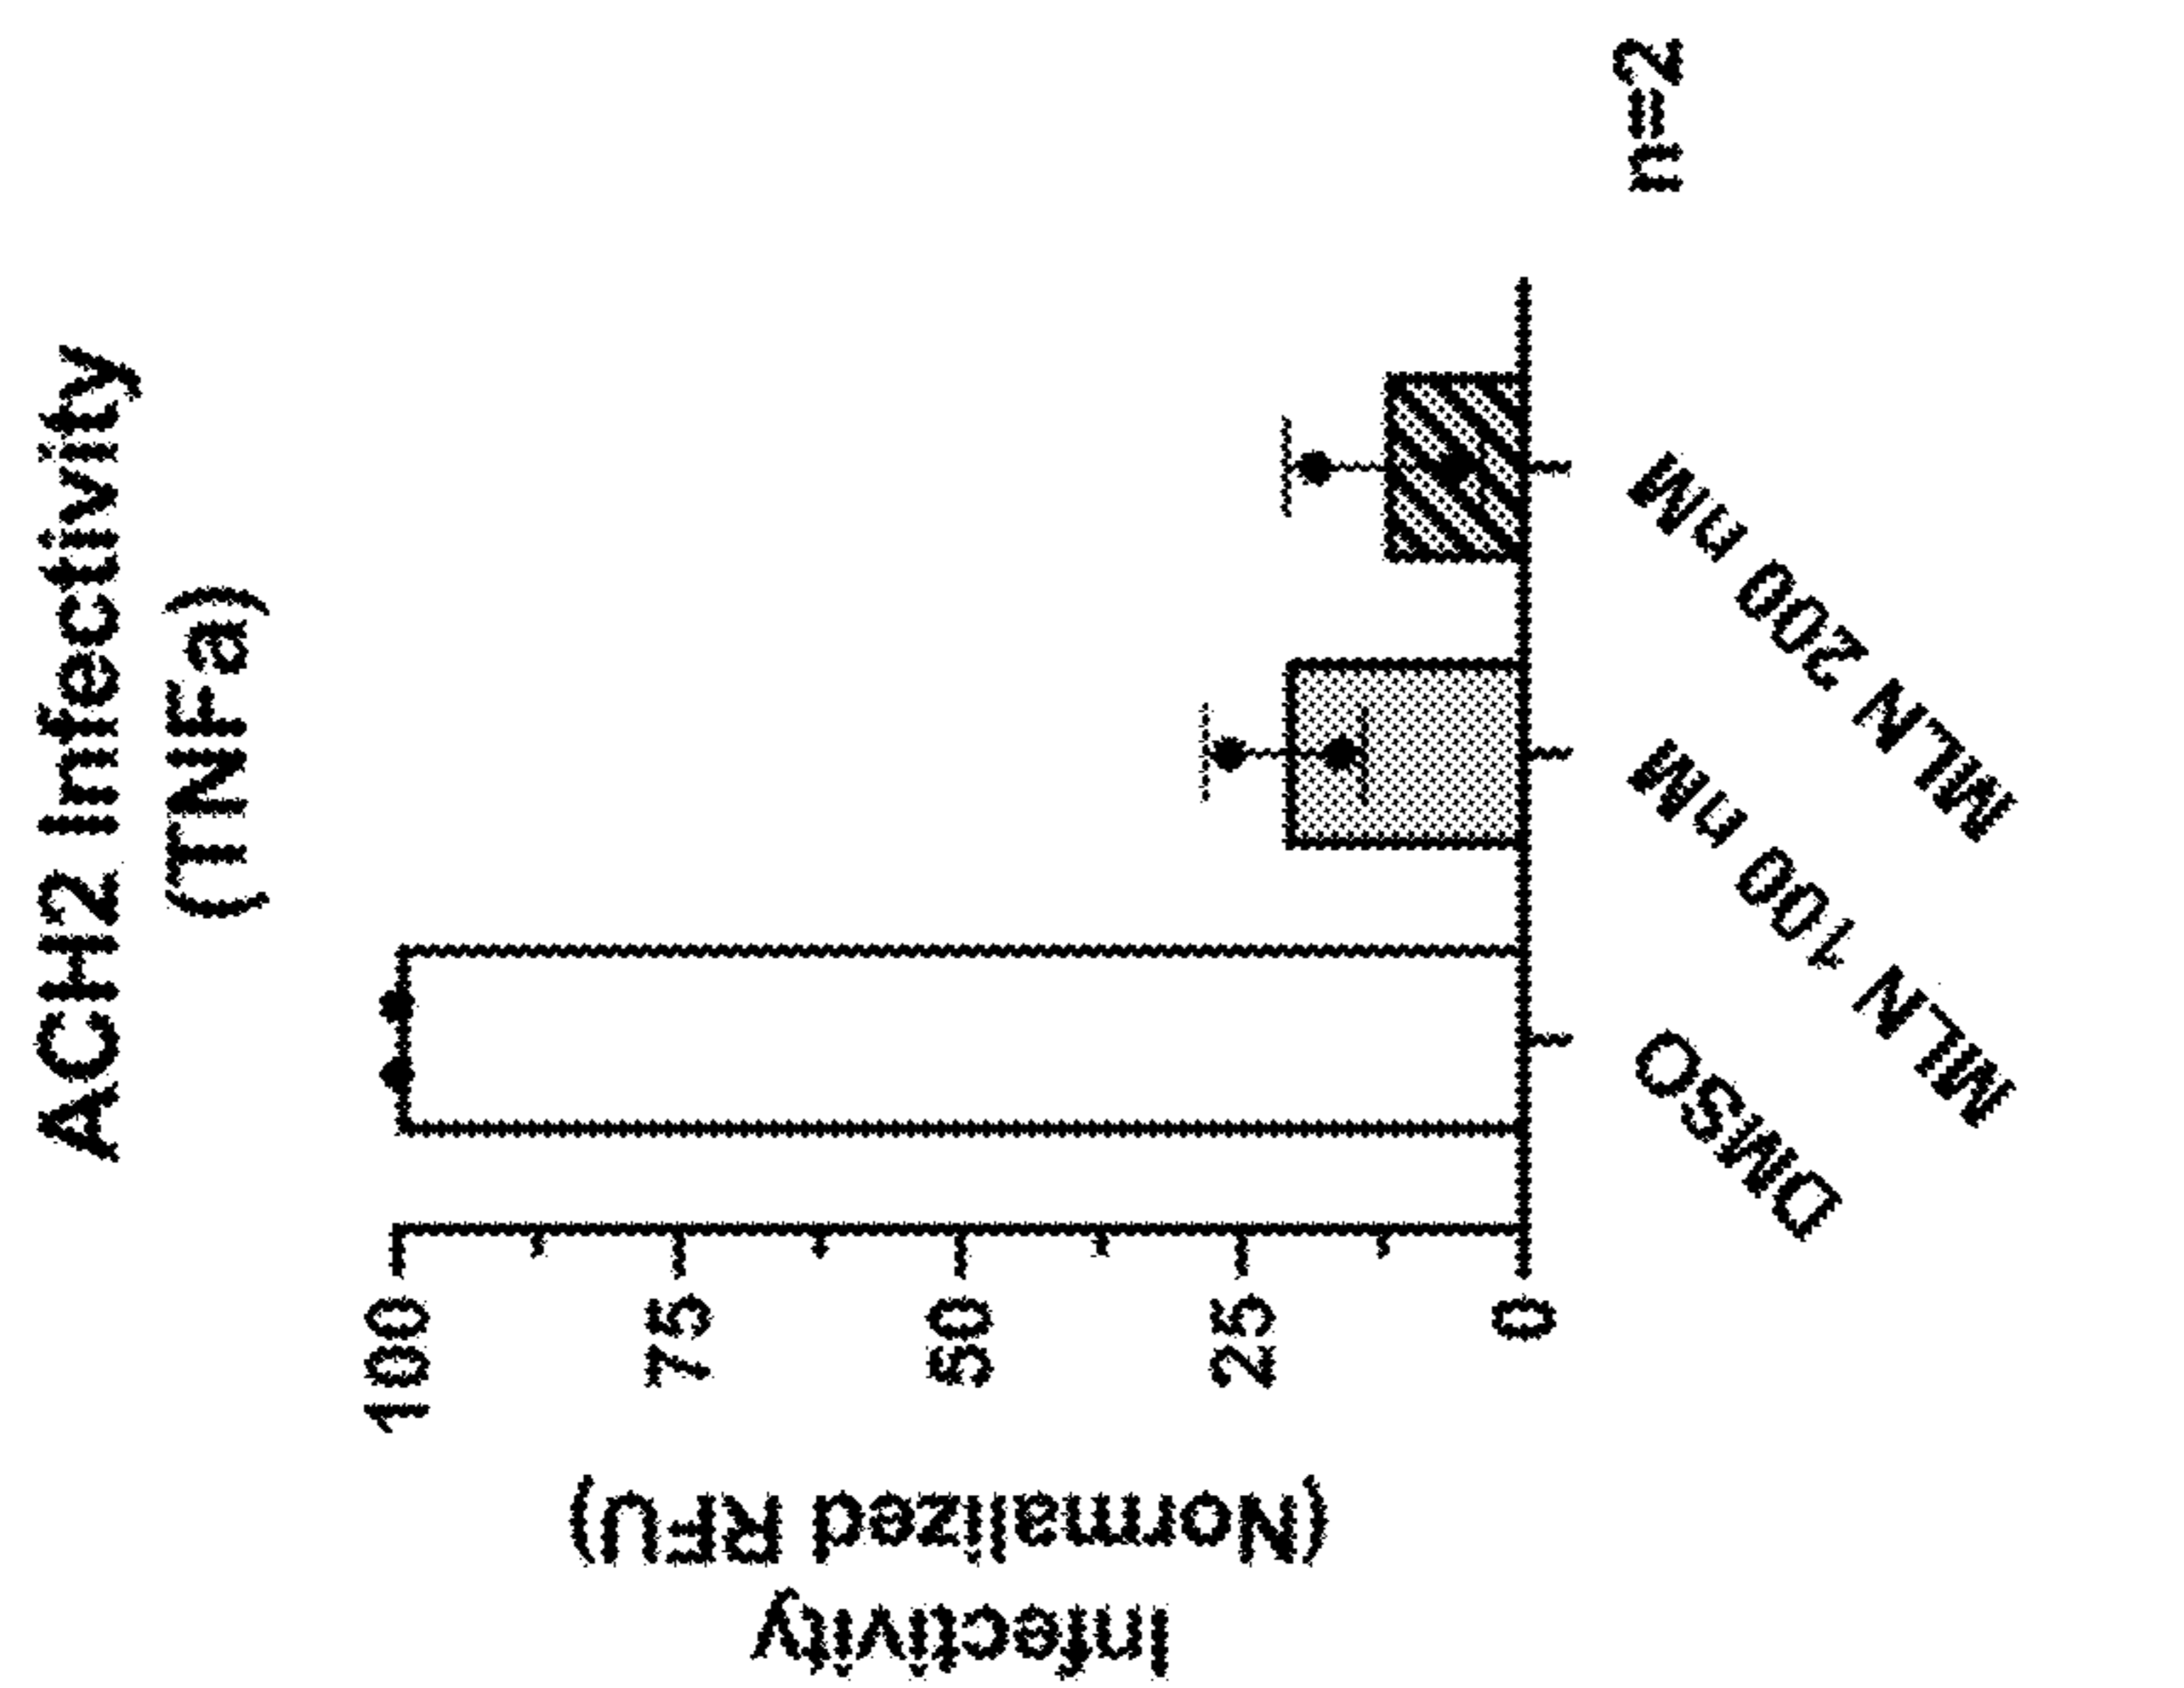 ACH2 Infectivity
(TNFa)
Infectivity
(Normalized RFU)
100
75
50
25
0
DMSO
MLN 100 nM
MLN 200 nM
n=2